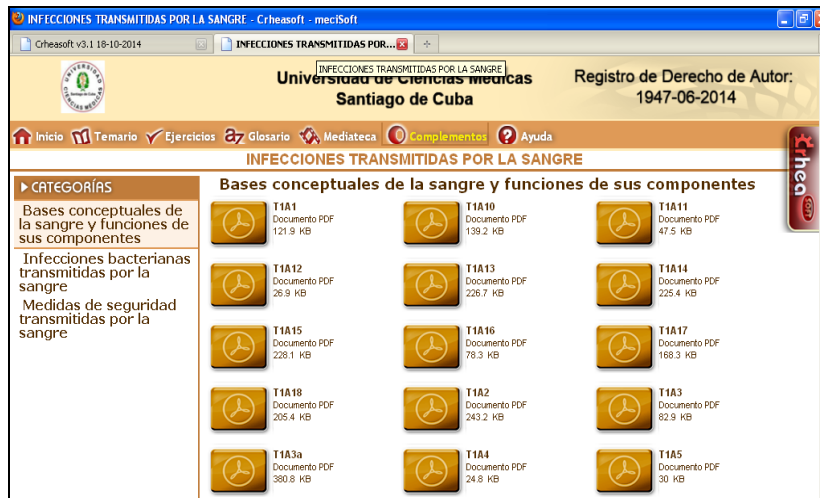 INFECCIONES TRANSMITIDAS POR LA SANGRE - Crheasoft - meciSoft
Crheasoft v3.1 18-10-2014
INFECCIONES TRANSMITIDAS POR...
INFECCIONES TRANSMITIDAS POR LA SANGRE
Universidad de Ciencias Médicas
Santiago de Cuba
Registro de Derecho de Autor:
1947-06-2014
Inicio Temario Ejercicios Glosario Mediateca Complementos Ayuda
INFECCIONES TRANSMITIDAS POR LA SANGRE
Crhea soft
CATEGORÍAS
Bases conceptuales de
la sangre y funciones de
sus componentes
Infecciones bacterianas
transmitidas por la
sangre
Medidas de seguridad
transmitidas por la
sangre
Bases conceptuales de la sangre y funciones de sus componentes
T1A1
Documento PDF
121.9 KB
T1A10
Documento PDF
139.2 KB
T1A11
Documento PDF
47.5 KB
T1A12
Documento PDF
26.9 KB
T1A13
Documento PDF
226.7 KB
T1A14
Documento PDF
225.4 KB
T1A15
Documento PDF
228.1 KB
T1A16
Documento PDF
78.3 KB
T1A17
Documento PDF
168.3 KB
T1A18
Documento PDF
205.4 KB
T1A2
Documento PDF
243.2 KB
T1A3
Documento PDF
82.9 KB
T1A3a
Documento PDF
380.8 KB
T1A4
Documento PDF
24.8 KB
T1A5
Documento PDF
30 KB